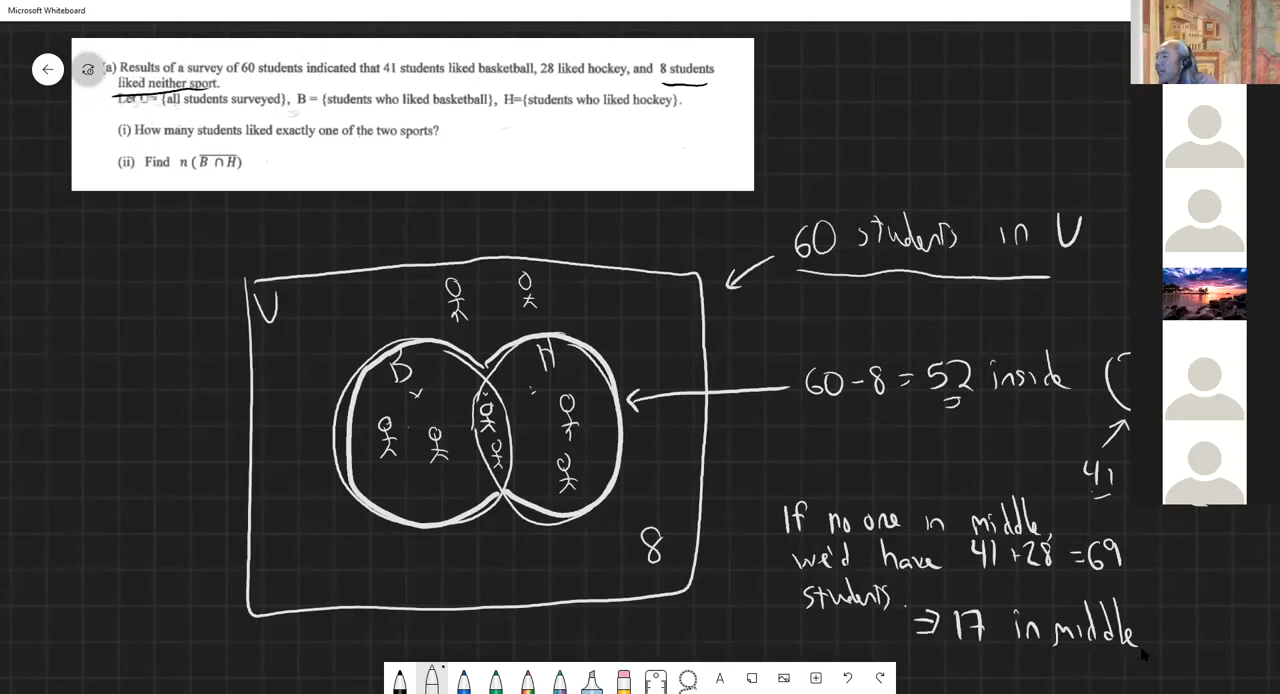 Microsoft Whiteboard
a) Results of a survey of 60 students indicated that 41 students liked basketball, 28 liked hockey, and 8 students
liked neither sport.
Let U= {all students surveyed}, B = {students who liked basketball}, H={students who liked hockey}.
(i) How many students liked exactly one of the two sports?
(ii) Find n ( B ∩ H̅ )
60 students in U
U
B
H
60 - 8 = 52 inside (
41
8
If no one in middle,
we'd have 41 + 28 = 69
students.
⇒ 17 in middle
A